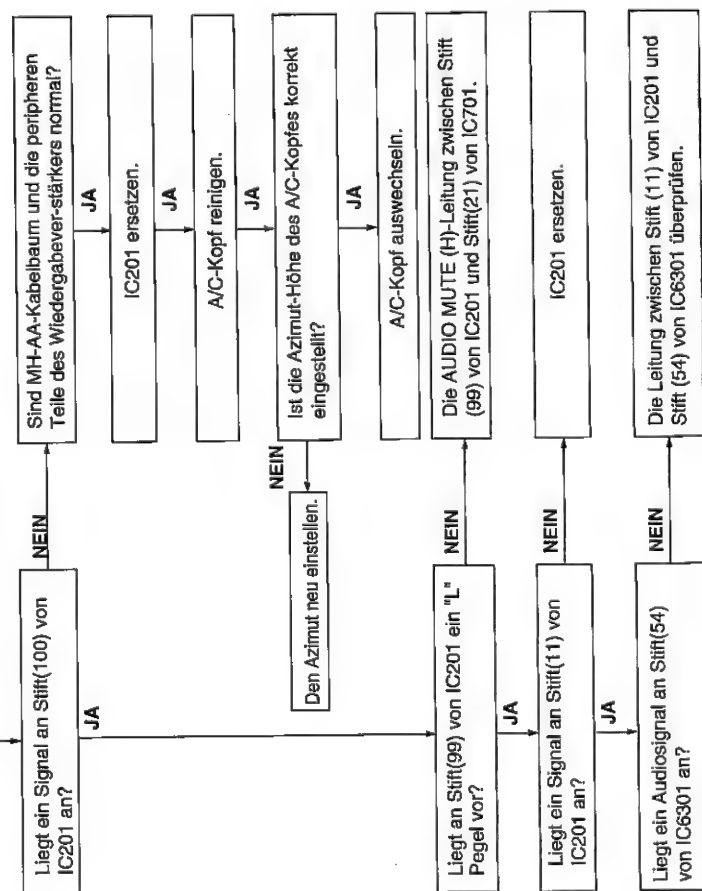 Liegt ein Signal an Stift(100) von
IC201 an?
NEIN
JA
Sind MH-AA-Kabelbaum und die peripheren
Teile des Wiedergabever-stärkers normal?
JA
IC201 ersetzen.
JA
A/C-Kopf reinigen.
JA
Ist die Azimut-Höhe des A/C-Kopfes korrekt
eingestellt?
NEIN
JA
Den Azimut neu einstellen.
A/C-Kopf auswechseln.
Liegt an Stift(99) von IC201 ein "L"
Pegel vor?
NEIN
JA
Die AUDIO MUTE (H)-Leitung zwischen Stift
(99) von IC201 und Stift(21) von IC701.
Liegt ein Signal an Stift(11) von
IC201 an?
NEIN
JA
IC201 ersetzen.
Liegt ein Audiosignal an Stift(54)
von IC6301 an?
NEIN
Die Leitung zwischen Stift (11) von IC201 und
Stift (54) von IC6301 überprüfen.